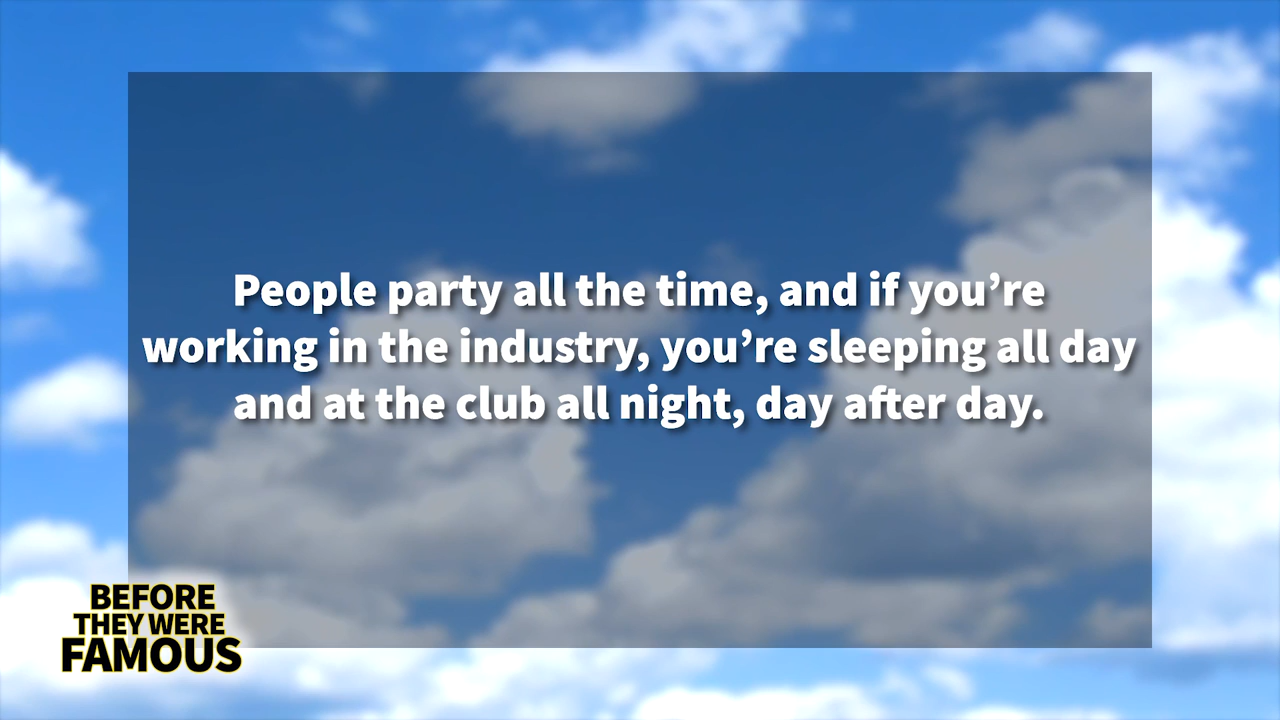 People party all the time, and if you’re
working in the industry, you’re sleeping all day
and at the club all night, day after day.
BEFORE
THEY WERE
FAMOUS